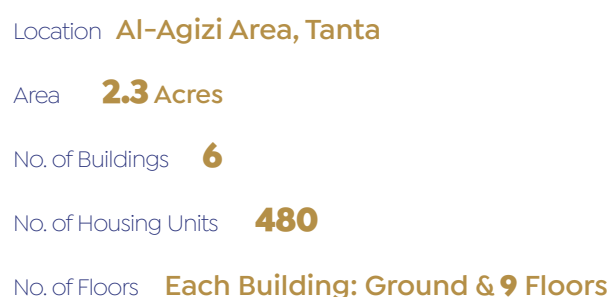 Location Al-Agizi Area, Tanta
Area 2.3 Acres
No. of Buildings 6
No. of Housing Units 480
No. of Floors Each Building: Ground & 9 Floors